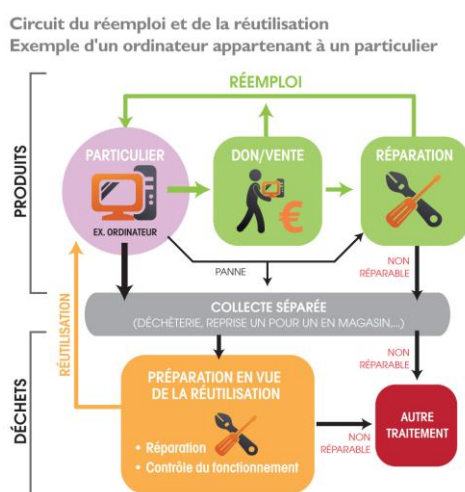 Circuit du réemploi et de la réutilisation
Exemple d'un ordinateur appartenant à un particulier
RÉEMPLOI
PRODUITS
PARTICULIER
EX. ORDINATEUR
DON/VENTE
€
RÉPARATION
PANNE
NON
RÉPARABLE
COLLECTE SÉPARÉE
(DÉCHÈTERIE, REPRISE UN POUR UN EN MAGASIN,...)
RÉUTILISATION
DÉCHETS
PRÉPARATION EN VUE
DE LA RÉUTILISATION
• Réparation
• Contrôle du fonctionnement
NON
RÉPARABLE
NON
RÉPARABLE
AUTRE
TRAITEMENT